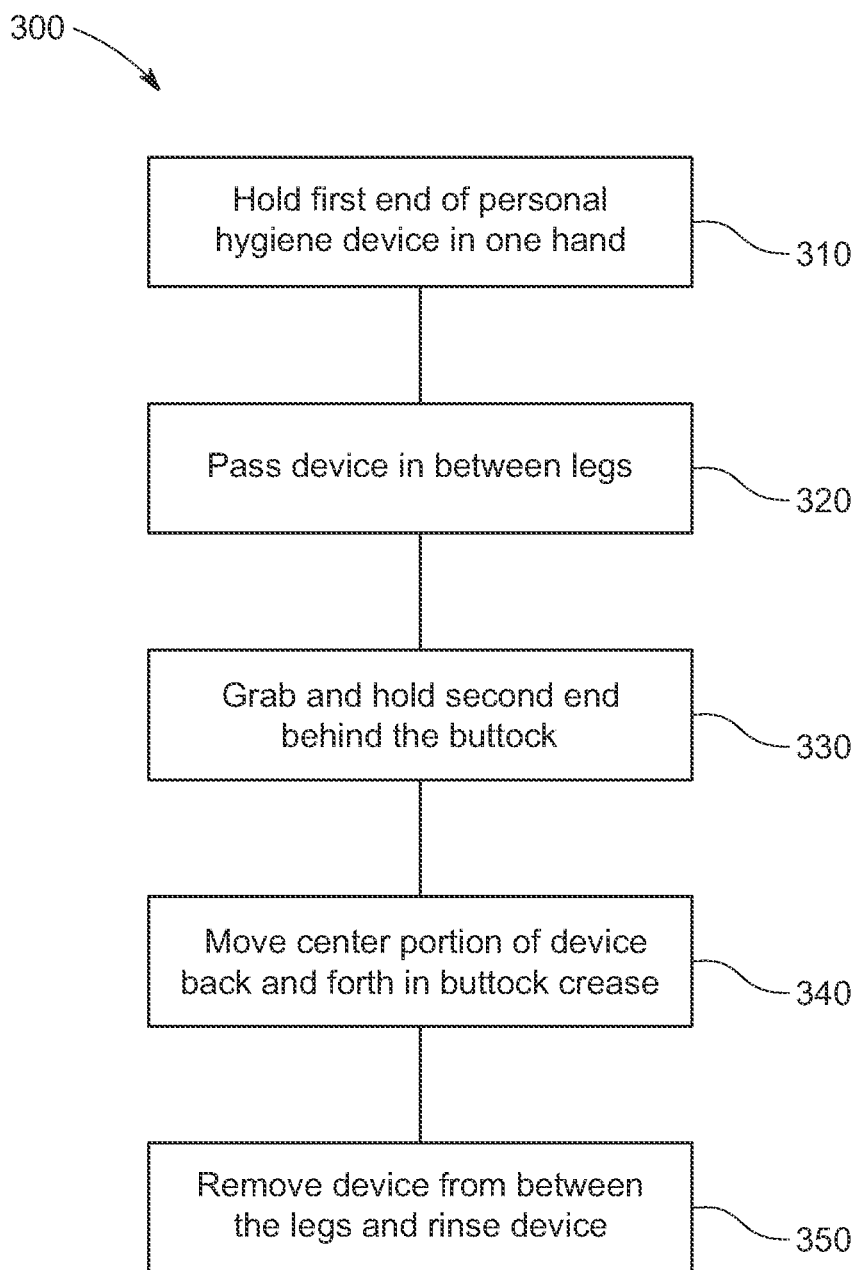 300
Hold first end of personal
hygiene device in one hand
310
Pass device in between legs
320
Grab and hold second end
behind the buttock
330
Move center portion of device
back and forth in buttock crease
340
Remove device from between
the legs and rinse device
350